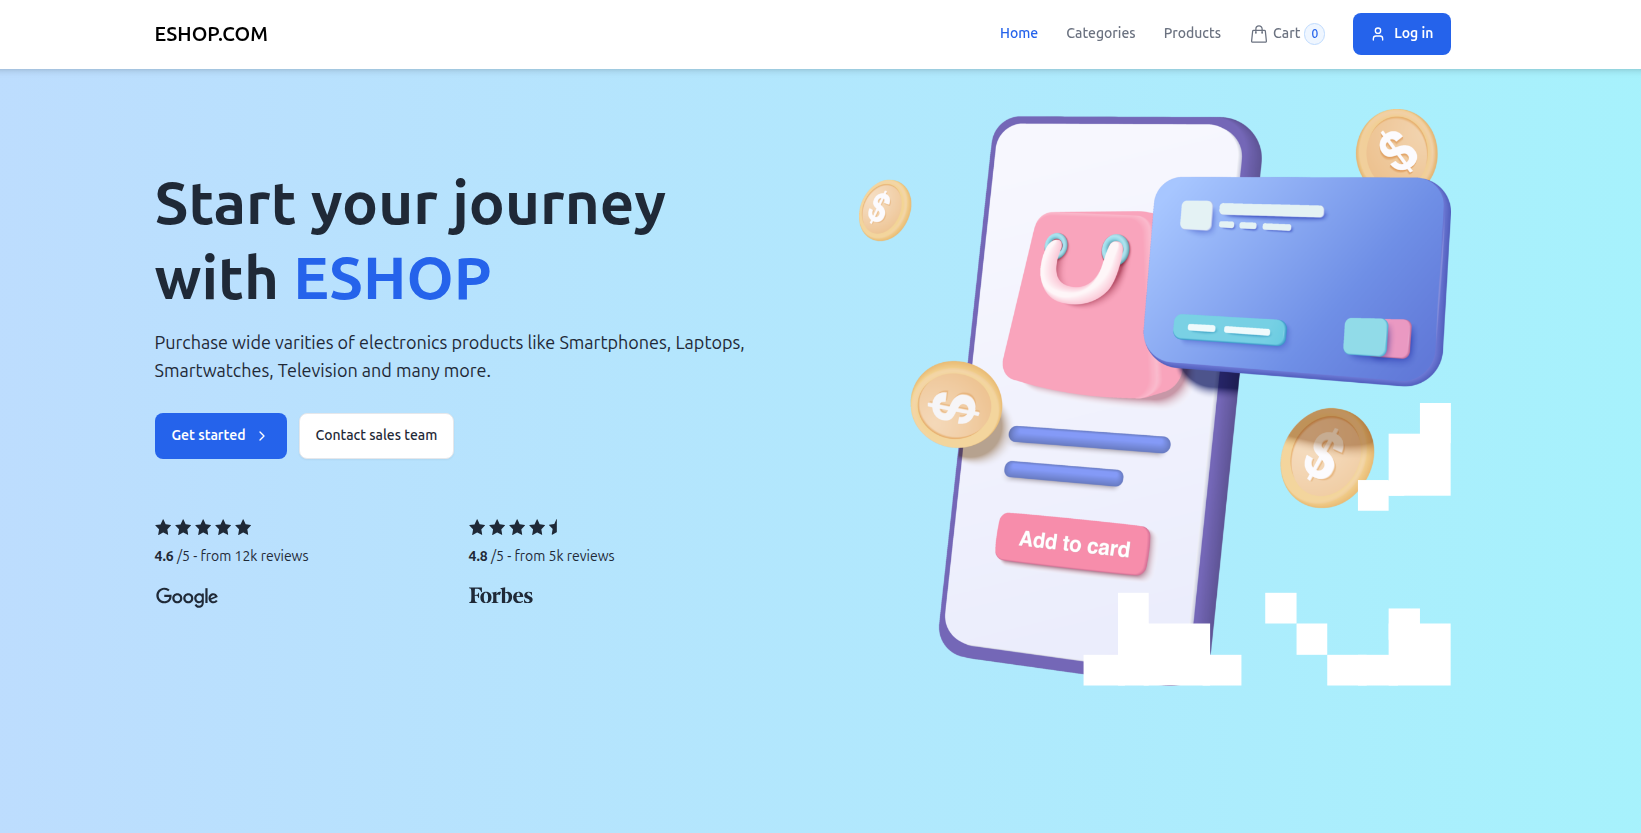 ESHOP.COM
Home Categories Products Cart 0 Log in
Start your journey
with ESHOP
Purchase wide varities of electronics products like Smartphones, Laptops,
Smartwatches, Television and many more.
Get started Contact sales team
4.6 /5 - from 12k reviews
Google
4.8 /5 - from 5k reviews
Forbes
$
$
$
$
Add to card